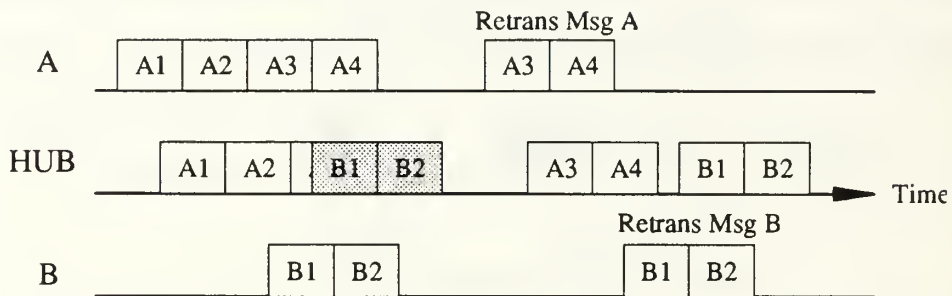 Retrans Msg A
A A1 A2 A3 A4 A3 A4
HUB A1 A2 B1 B2 A3 A4 B1 B2
Time
Retrans Msg B
B B1 B2 B1 B2